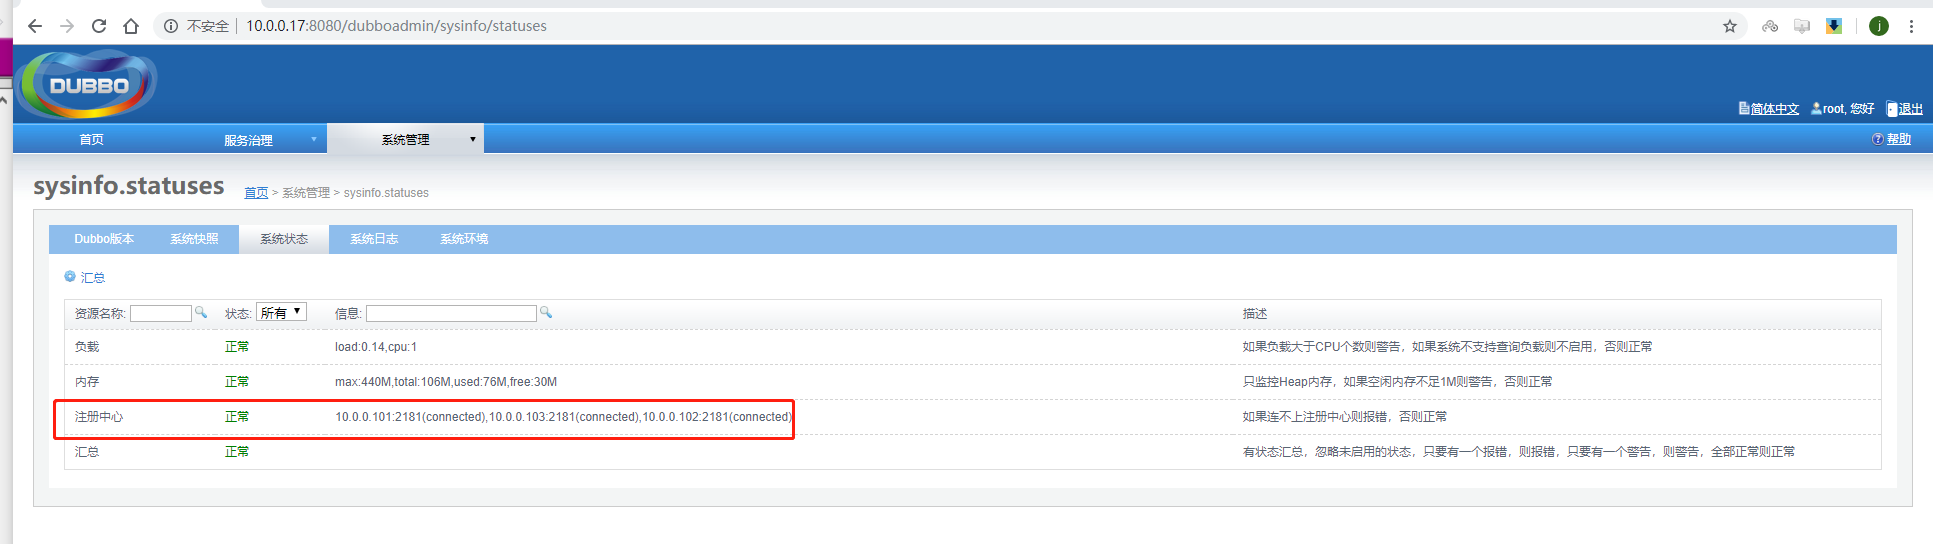 不安全 10.0.0.17:8080/dubboadmin/sysinfo/statuses
j
DUBBO
简体中文 root, 您好 退出
首页 服务治理 系统管理 帮助
sysinfo.statuses 首页 > 系统管理 > sysinfo.statuses
Dubbo版本 系统快照 系统状态 系统日志 系统环境
汇总
资源名称: 状态: 所有 信息: 描述
负载 正常 load:0.14,cpu:1 如果负载大于CPU个数则警告，如果系统不支持查询负载则不启用，否则正常
内存 正常 max:440M,total:106M,used:76M,free:30M 只监控Heap内存，如果空闲内存不足1M则警告，否则正常
注册中心 正常 10.0.0.101:2181(connected),10.0.0.103:2181(connected),10.0.0.102:2181(connected) 如果连不上注册中心则报错，否则正常
汇总 正常 有状态汇总，忽略未启用的状态，只要有一个报错，则报错，只要有一个警告，则警告，全部正常则正常